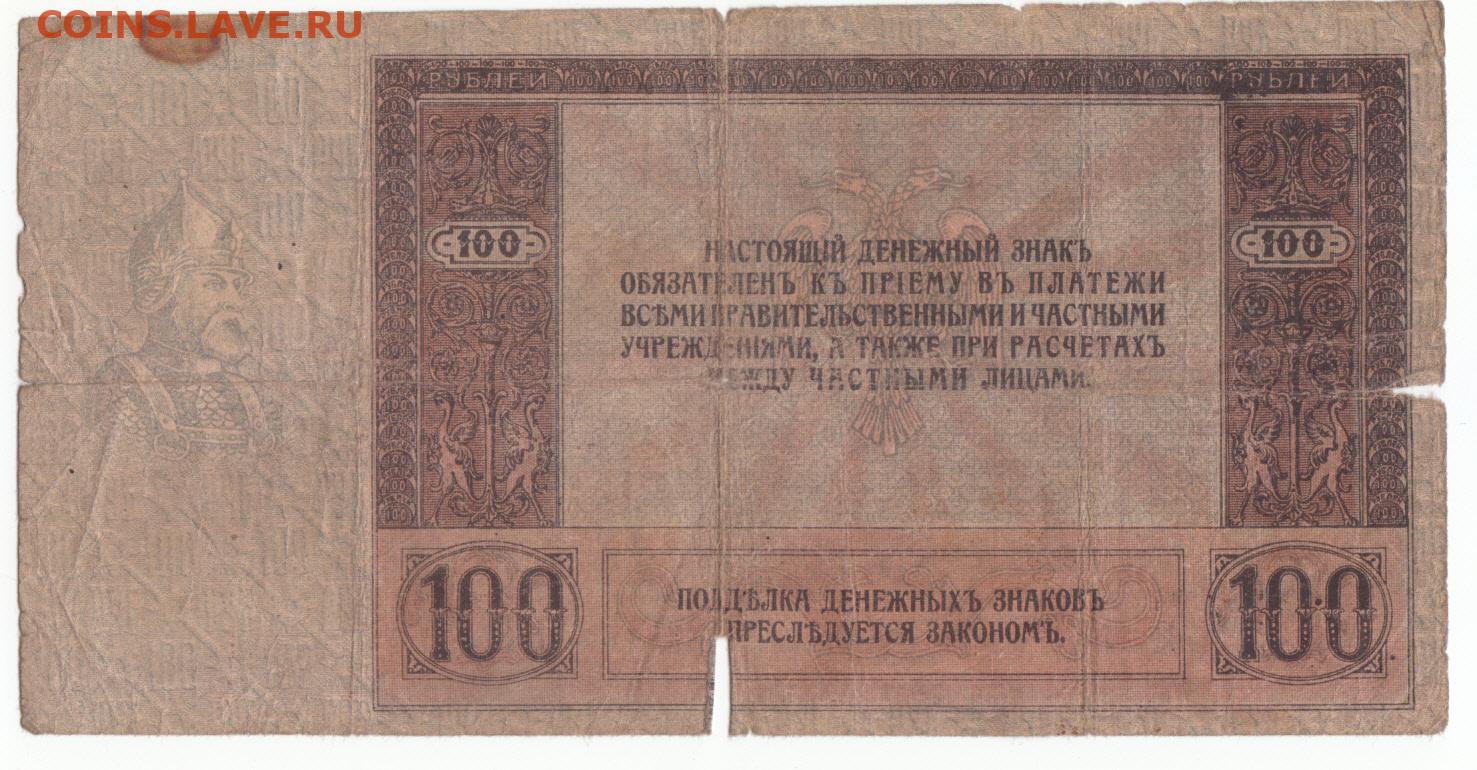 COINS.LAVE.RU
РУБЛЕЙ РУБЛЕЙ
100 100
НАСТОЯЩІЙ ДЕНЕЖНЫЙ ЗНАКЪ
ОБЯЗАТЕЛЕНЪ КЪ ПРІЕМУ ВЪ ПЛАТЕЖИ
ВСѢМИ ПРАВИТЕЛЬСТВЕННЫМИ И ЧАСТНЫМИ
УЧРЕЖДЕНІЯМИ, А ТАКЖЕ ПРИ РАСЧЕТАХЪ
МЕЖДУ ЧАСТНЫМИ ЛИЦАМИ.
100 100
ПОДДѢЛКА ДЕНЕЖНЫХЪ ЗНАКОВЪ
ПРЕСЛѢДУЕТСЯ ЗАКОНОМЪ.